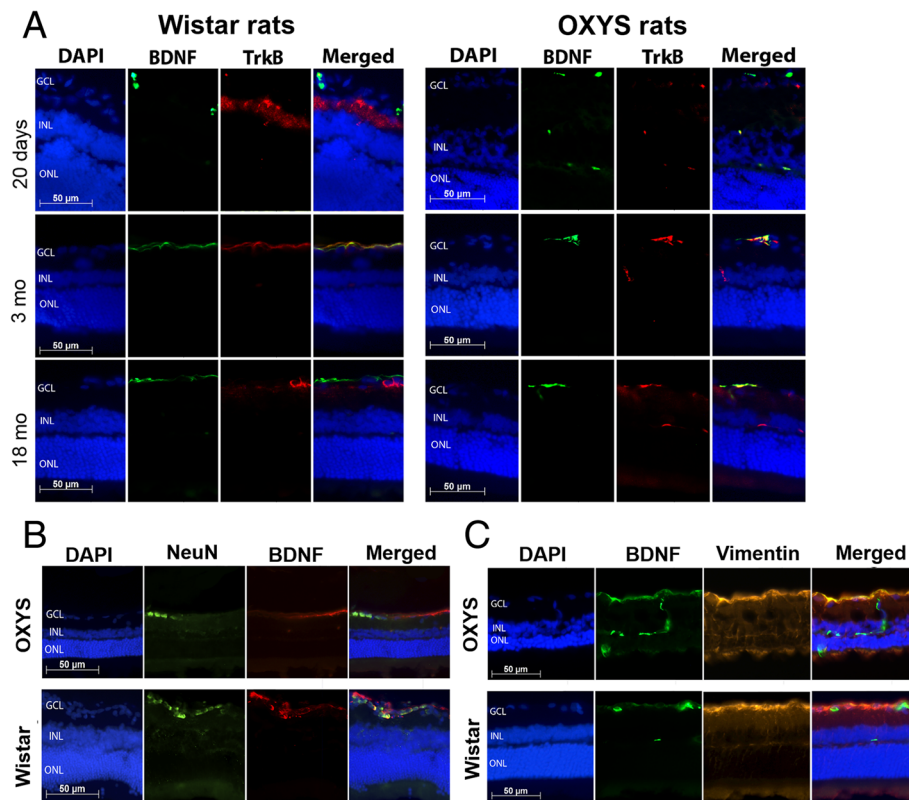 A
Wistar rats
OXYS rats
DAPI BDNF TrkB Merged
DAPI BDNF TrkB Merged
20 days
GCL
INL
ONL
50 µm
GCL
INL
ONL
50 µm
3 mo
GCL
INL
ONL
50 µm
GCL
INL
ONL
50 µm
18 mo
GCL
INL
ONL
50 µm
GCL
INL
ONL
50 µm
B
DAPI NeuN BDNF Merged
OXYS
GCL
INL
ONL
50 µm
Wistar
GCL
INL
ONL
50 µm
C
DAPI BDNF Vimentin Merged
OXYS
GCL
INL
ONL
50 µm
Wistar
GCL
INL
ONL
50 µm